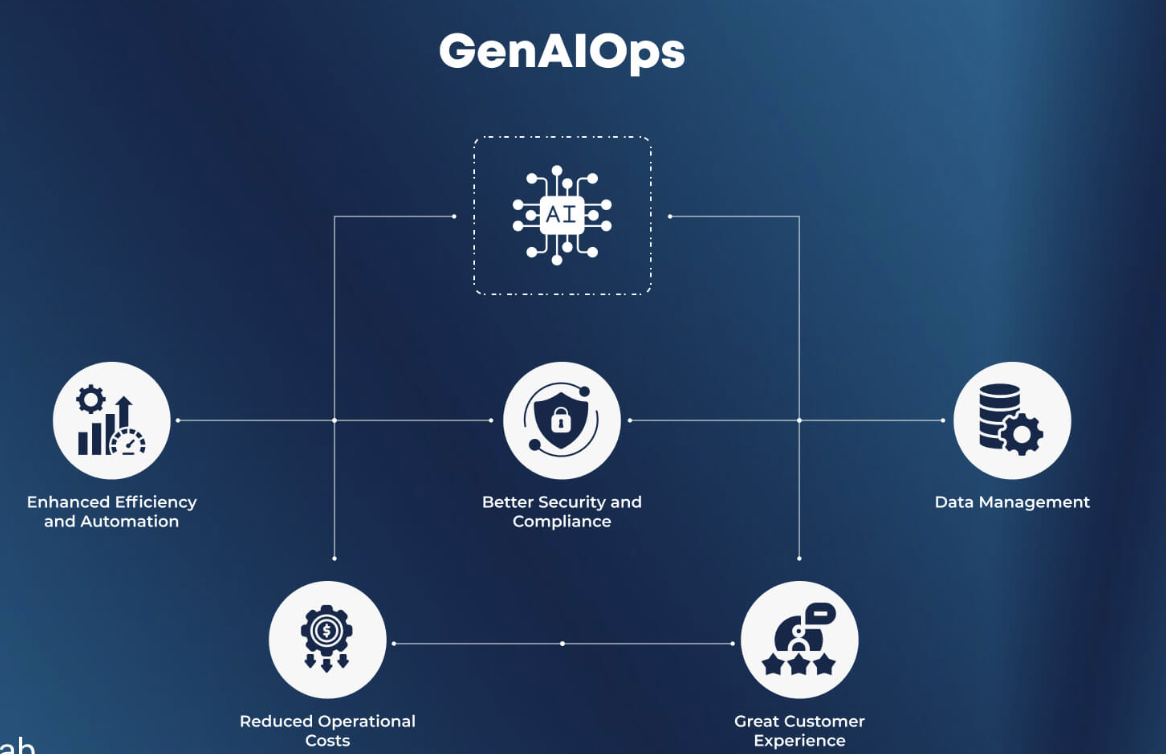 GenAIOps
AI
Enhanced Efficiency
and Automation
Better Security and
Compliance
Data Management
$
Reduced Operational
Costs
Great Customer
Experience
ab